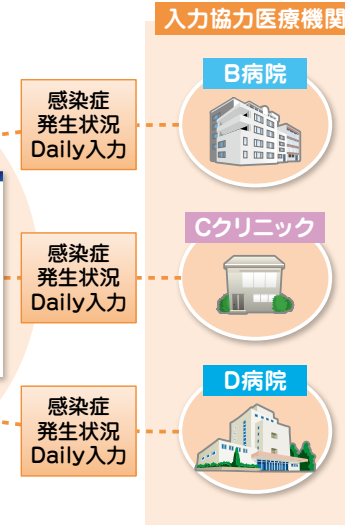 入力協力医療機関
B病院
感染症
発生状況
Daily入力
Cクリニック
感染症
発生状況
Daily入力
D病院
感染症
発生状況
Daily入力